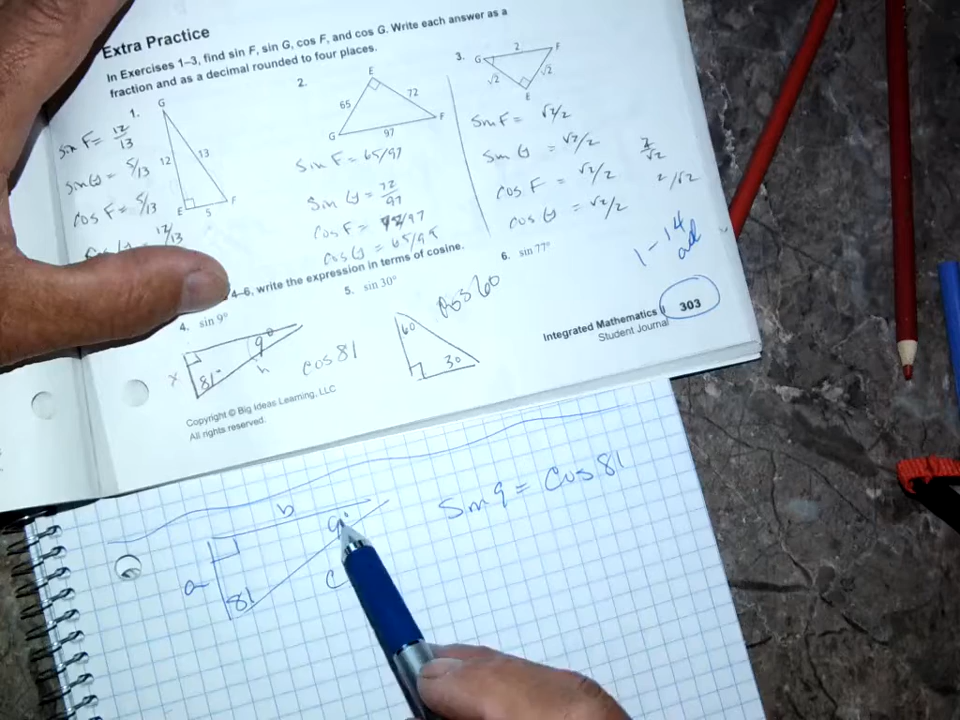 Extra Practice
In Exercises 1–3, find sin F, sin G, cos F, and cos G. Write each answer as a
fraction and as a decimal rounded to four places.
1.
G
12
13
E
5
F
sin F = 12/13
sin G = 5/13
cos F = 5/13
12/13
2.
E
65
72
G
97
F
sin F = 65/97
sin G = 72/97
cos F = 72/97
cos G = 65/95
3.
G
2
F
√2
√2
E
sin F = √2/2
sin G = √2/2
cos F = √2/2
cos G = √2/2
2/√2
2/√2
1-14
4–6, write the expression in terms of cosine.
4. sin 9°
9°
81°
x
h
cos 81
5. sin 30°
60
30
cos 60
6. sin 77°
Integrated Mathematics I
303
Student Journal
Copyright © Big Ideas Learning, LLC
All rights reserved.
b
9°
a
81
c
Sin 9 = Cos 81